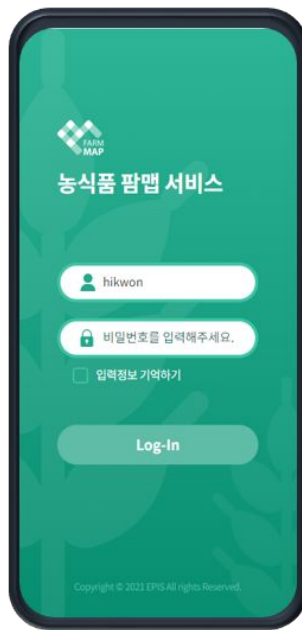 FARM
MAP
농식품 팜맵 서비스
hikwon
비밀번호를 입력해주세요.
입력정보 기억하기
Log-In
Copyright © 2021 EPIS All rights Reserved.